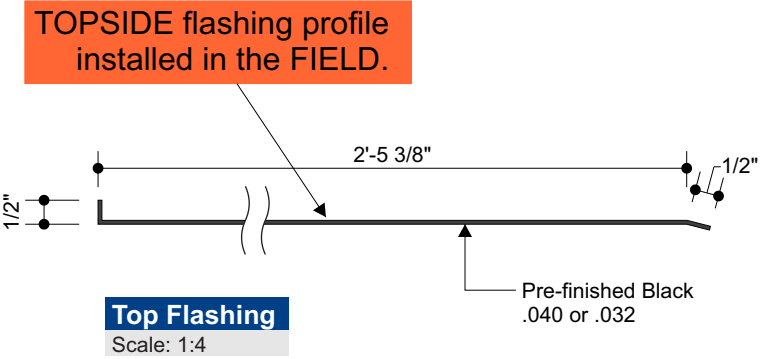 TOPSIDE flashing profile
installed in the FIELD.
2'-5 3/8"
1/2"
1/2"
Pre-finished Black
.040 or .032
Top Flashing
Scale: 1:4